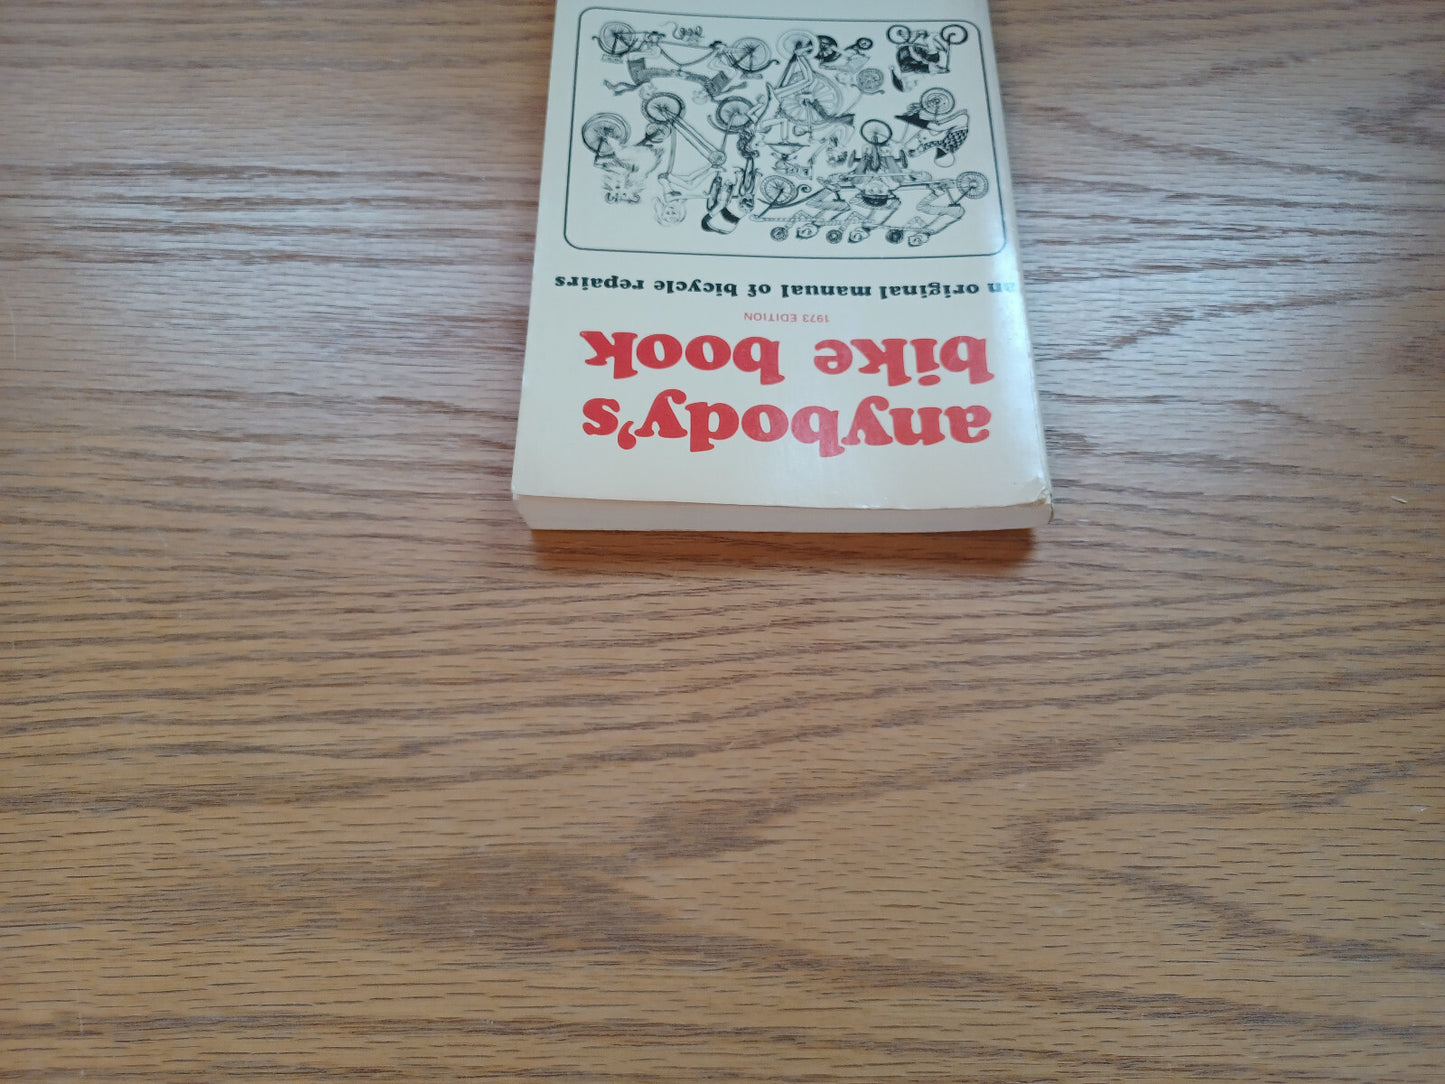 anybody's
bike book
1973 EDITION
an original manual of bicycle repairs